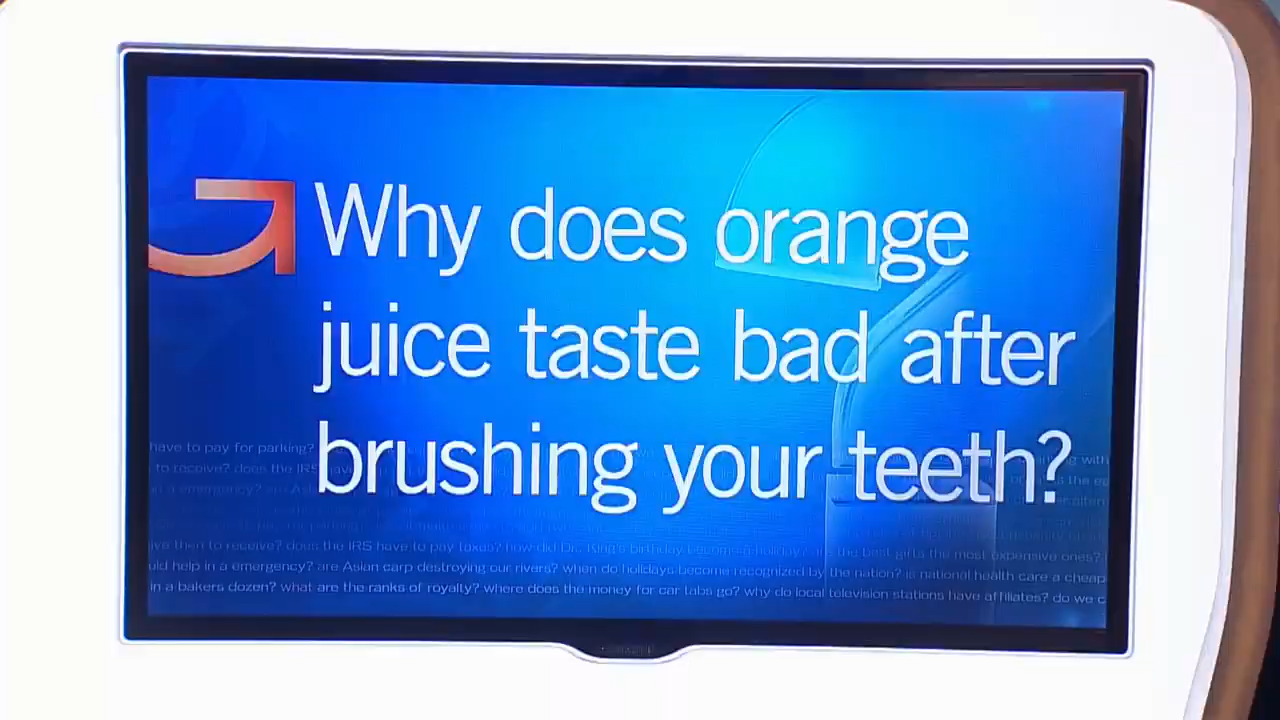 Why does orange
juice taste bad after
brushing your teeth?
have to pay for parking?
to receive? does the IRS
in a emergency? are
ive then to receive? does the IRS have to pay taxes? how did Dr. King's birthday become a holiday? is the best gifts the most expensive ones?
uld help in a emergency? are Asian carp destroying our rivers? when do holidays become recognized by the nation? is national health care a cheap
in a bakers dozen? what are the ranks of royalty? where does the money for car tabs go? why do local television stations have affiliates? do we c